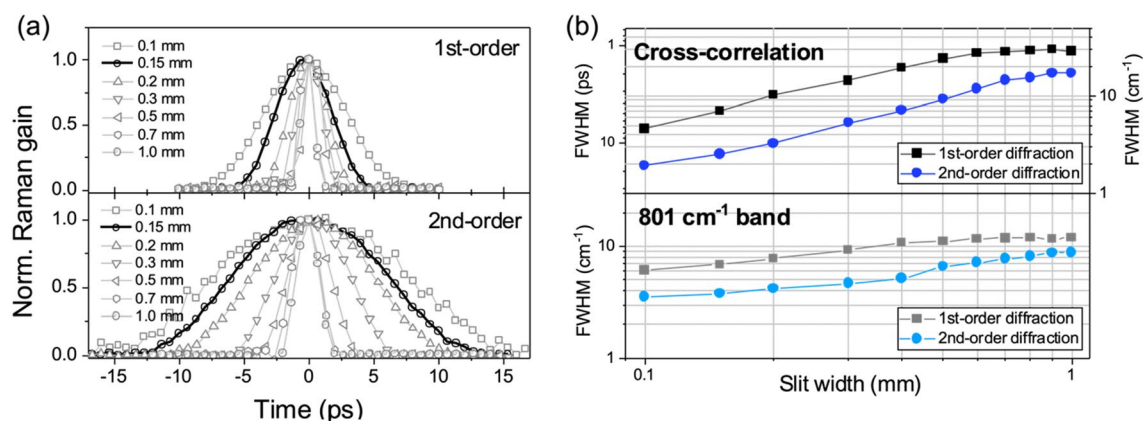 (a)
Norm. Raman gain
1.0
0.5
0.0
0.1 mm
0.15 mm
0.2 mm
0.3 mm
0.5 mm
0.7 mm
1.0 mm
1st-order
1.0
0.5
0.0
0.1 mm
0.15 mm
0.2 mm
0.3 mm
0.5 mm
0.7 mm
1.0 mm
2nd-order
-15 -10 -5 0 5 10 15
Time (ps)
(b)
Cross-correlation
FWHM (ps)
1
10
FWHM (cm-1)
10
1
1st-order diffraction
2nd-order diffraction
801 cm-1 band
FWHM (cm-1)
10
1
1st-order diffraction
2nd-order diffraction
0.1 1
Slit width (mm)